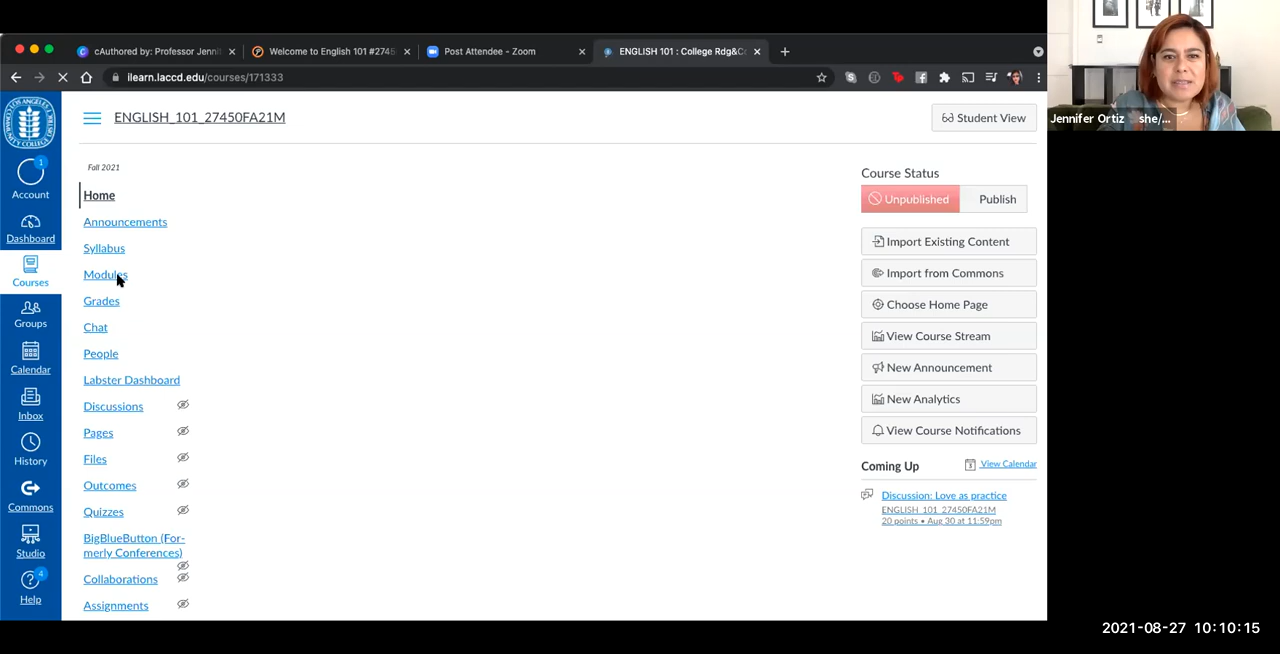 cAuthored by: Professor Jennif
Welcome to English 101 #2745
Post Attendee - Zoom
ENGLISH 101 : College Rdg&Co
ilearn.laccd.edu/courses/171333
Jennifer Ortiz she/...
ENGLISH_101_27450FA21M
Student View
Fall 2021
Home
Announcements
Syllabus
Modules
Grades
Chat
People
Labster Dashboard
Discussions
Pages
Files
Outcomes
Quizzes
BigBlueButton (For-
merly Conferences)
Collaborations
Assignments
1
Account
Dashboard
Courses
Groups
Calendar
Inbox
History
Commons
Studio
4
Help
Course Status
Unpublished
Publish
Import Existing Content
Import from Commons
Choose Home Page
View Course Stream
New Announcement
New Analytics
View Course Notifications
Coming Up
View Calendar
Discussion: Love as practice
ENGLISH_101_27450FA21M
20 points • Aug 30 at 11:59pm
2021-08-27 10:10:15